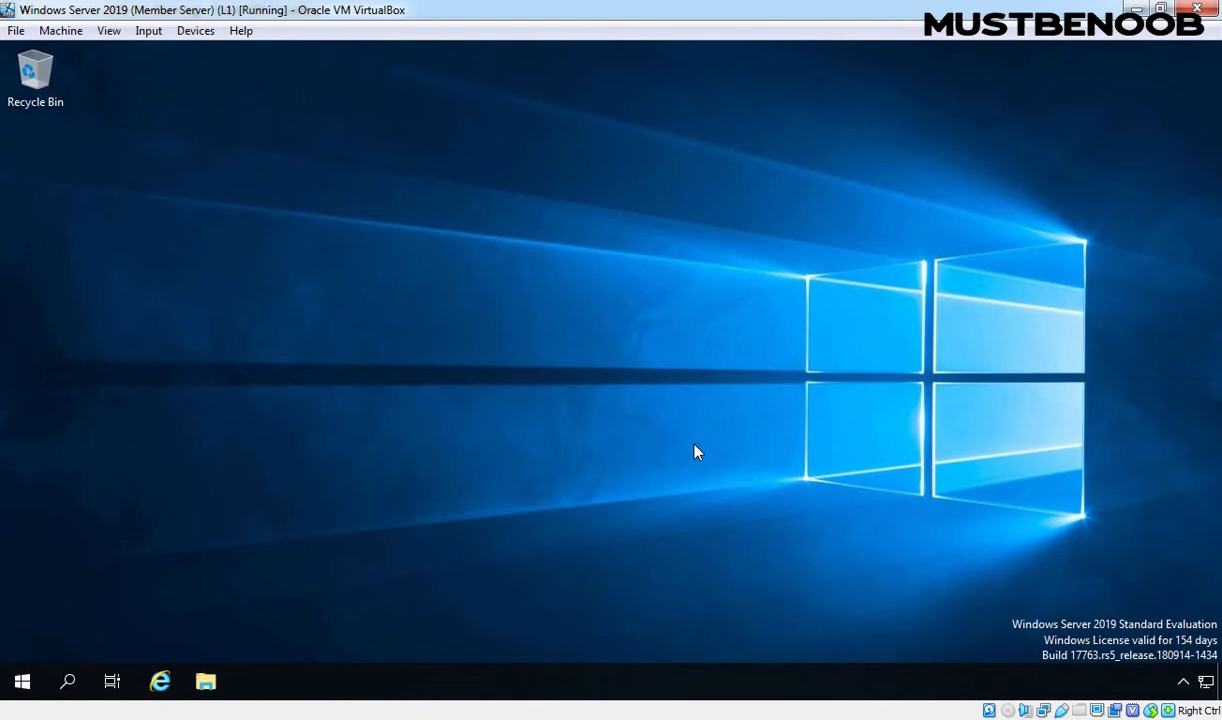 Windows Server 2019 (Member Server) (L1) [Running] - Oracle VM VirtualBox
MUSTBENOOB
File Machine View Input Devices Help
Recycle Bin
Windows Server 2019 Standard Evaluation
Windows License valid for 154 days
Build 17763.rs5_release.180914-1434
Right Ctrl